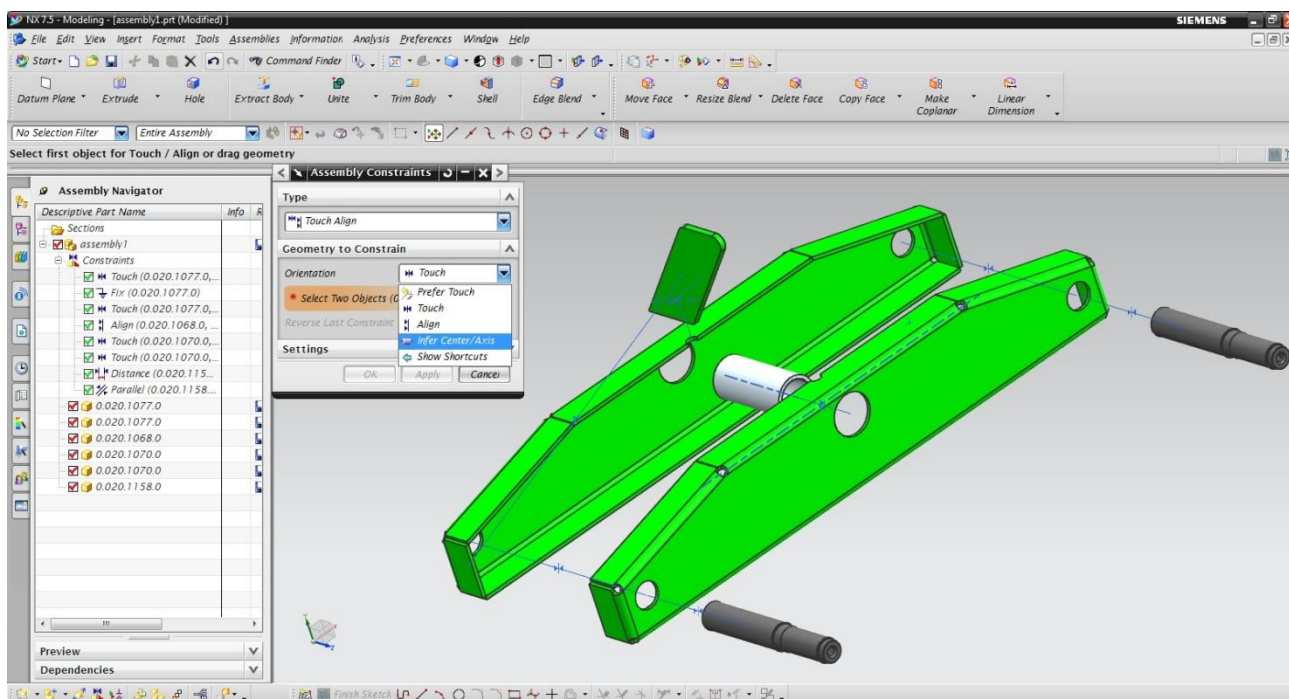 NX 7.5 - Modeling - [assembly1.prt (Modified) ]
SIEMENS
File Edit View Insert Format Tools Assemblies Information Analysis Preferences Window Help
Start Command Finder
Datum Plane Extrude Hole Extract Body Unite Trim Body Shell Edge Blend Move Face Resize Blend Delete Face Copy Face Make Coplanar Linear Dimension
No Selection Filter Entire Assembly
Select first object for Touch / Align or drag geometry
Assembly Navigator
Descriptive Part Name Info R
Sections
assembly1
Constraints
Touch (0.020.1077.0,...
Fix (0.020.1077.0)
Touch (0.020.1077.0,...
Align (0.020.1068.0, ...
Touch (0.020.1070.0,...
Touch (0.020.1070.0,...
Distance (0.020.115...
Parallel (0.020.1158....
0.020.1077.0
0.020.1077.0
0.020.1068.0
0.020.1070.0
0.020.1070.0
0.020.1158.0
Preview
Dependencies
Assembly Constraints
Type
Touch Align
Geometry to Constrain
Orientation Touch
* Select Two Objects (0
Reverse Last Constraint
Settings
Prefer Touch
Touch
Align
Infer Center/Axis
Show Shortcuts
OK Apply Cancel
Finish Sketch